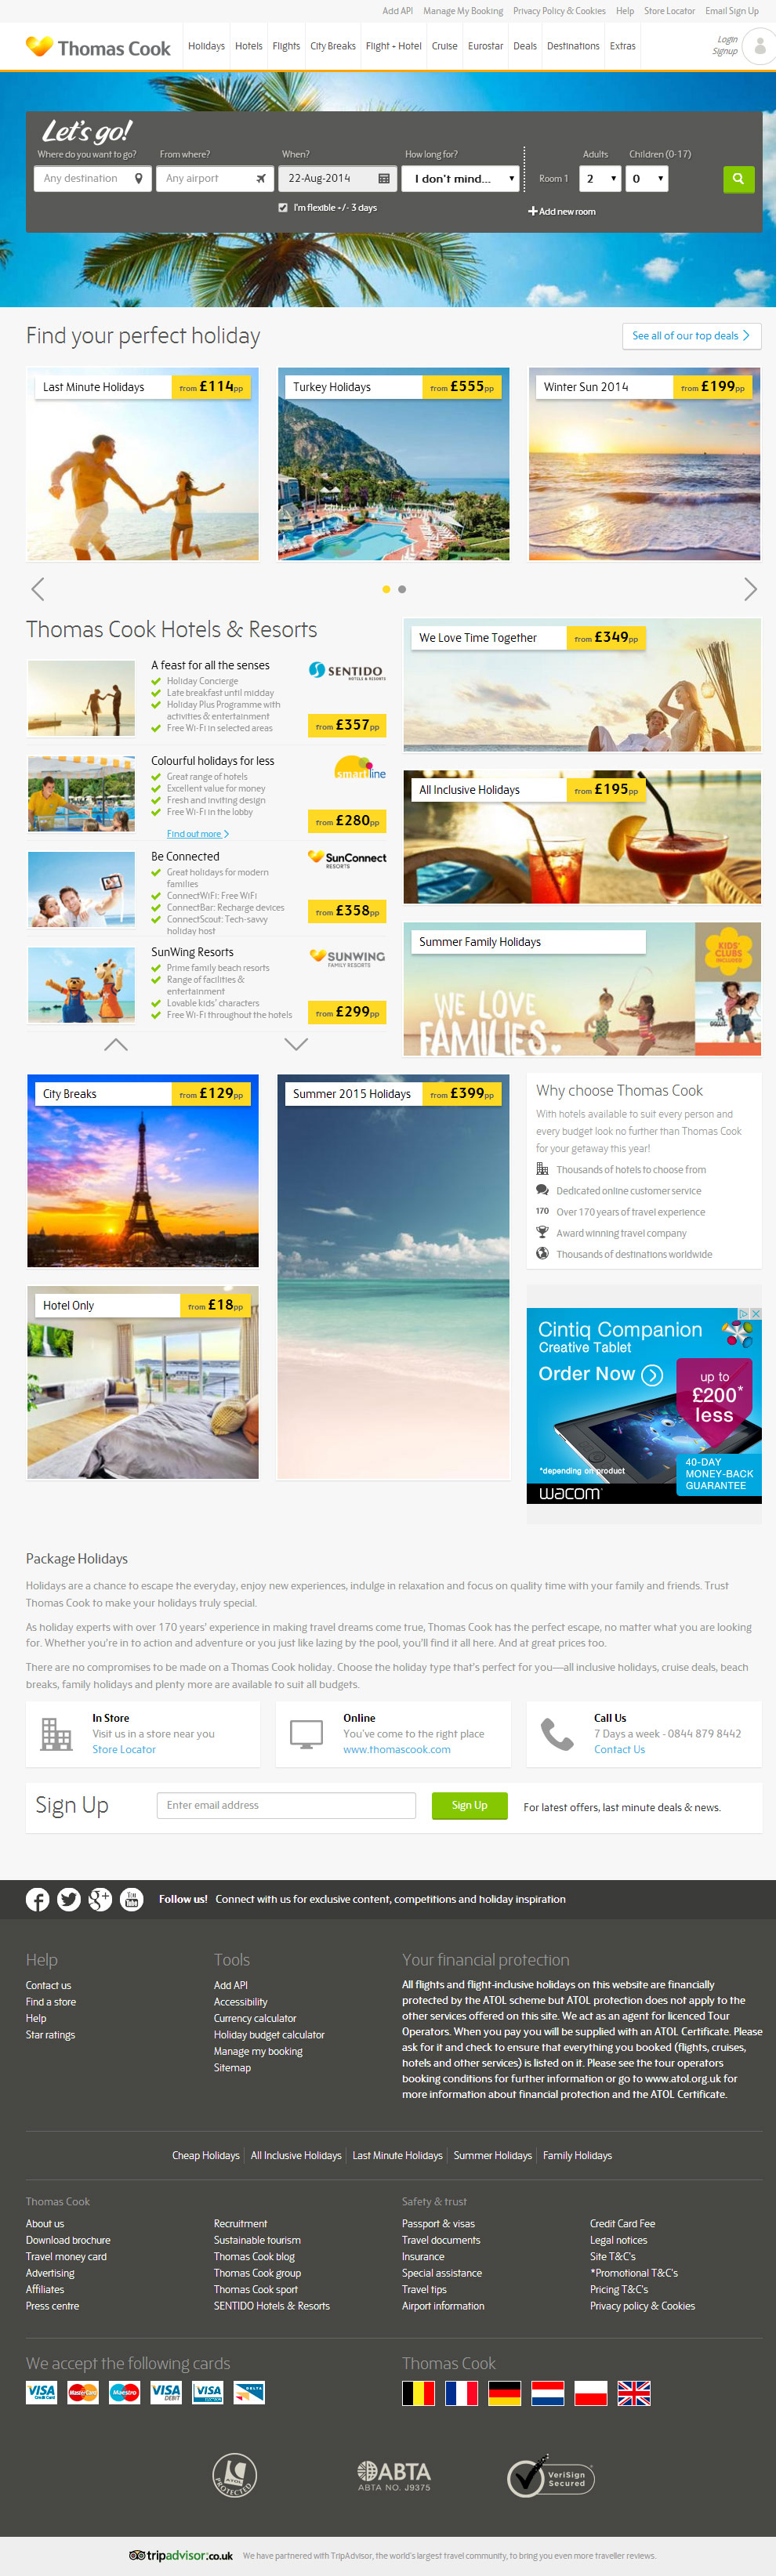 Add API Manage My Booking Privacy Policy & Cookies Help Store Locator Email Sign Up
Thomas Cook
Holidays Hotels Flights City Breaks Flight + Hotel Cruise Eurostar Deals Destinations Extras
Login
Signup
Let's go!
Where do you want to go? From where? When? How long for? Adults Children (0-17)
Any destination Any airport 22-Aug-2014 I don't mind... Room 1 2 0
I'm flexible +/- 3 days
Add new room
Find your perfect holiday
See all of our top deals
Last Minute Holidays from £114pp
Turkey Holidays from £555pp
Winter Sun 2014 from £199pp
Thomas Cook Hotels & Resorts
A feast for all the senses
Holiday Concierge
Late breakfast until midday
Holiday Plus Programme with
activities & entertainment
Free Wi-Fi in selected areas
SENTIDO
HOTELS & RESORTS
from £357pp
Colourful holidays for less
Great range of hotels
Excellent value for money
Fresh and inviting design
Free Wi-Fi in the lobby
Find out more
smartline
from £280pp
Be Connected
Great holidays for modern
families
ConnectWiFi: Free WiFi
ConnectBar: Recharge devices
ConnectScout: Tech-savvy
holiday host
SunConnect
RESORTS
from £358pp
SunWing Resorts
Prime family beach resorts
Range of facilities &
entertainment
Lovable kids' characters
Free Wi-Fi throughout the hotels
SUNWING
FAMILY RESORTS
from £299pp
We Love Time Together from £349pp
All Inclusive Holidays from £195pp
Summer Family Holidays
KIDS'
CLUBS
INCLUDED
WE LOVE
FAMILIES.
City Breaks from £129pp
Summer 2015 Holidays from £399pp
Hotel Only from £18pp
Why choose Thomas Cook
With hotels available to suit every person and
every budget look no further than Thomas Cook
for your getaway this year!
Thousands of hotels to choose from
Dedicated online customer service
170 Over 170 years of travel experience
Award winning travel company
Thousands of destinations worldwide
Cintiq Companion
Creative Tablet
Order Now
up to
£200*
less
*depending on product
40-DAY
MONEY-BACK
GUARANTEE
wacom
Package Holidays
Holidays are a chance to escape the everyday, enjoy new experiences, indulge in relaxation and focus on quality time with your family and friends. Trust
Thomas Cook to make your holidays truly special.
As holiday experts with over 170 years' experience in making travel dreams come true, Thomas Cook has the perfect escape, no matter what you are looking
for. Whether you're in to action and adventure or you just like lazing by the pool, you'll find it all here. And at great prices too.
There are no compromises to be made on a Thomas Cook holiday. Choose the holiday type that's perfect for you—all inclusive holidays, cruise deals, beach
breaks, family holidays and plenty more are available to suit all budgets.
In Store
Visit us in a store near you
Store Locator
Online
You've come to the right place
www.thomascook.com
Call Us
7 Days a week - 0844 879 8442
Contact Us
Sign Up Enter email address Sign Up For latest offers, last minute deals & news.
Follow us! Connect with us for exclusive content, competitions and holiday inspiration
Help
Contact us
Find a store
Help
Star ratings
Tools
Add API
Accessibility
Currency calculator
Holiday budget calculator
Manage my booking
Sitemap
Your financial protection
All flights and flight-inclusive holidays on this website are financially
protected by the ATOL scheme but ATOL protection does not apply to the
other services offered on this site. We act as an agent for licenced Tour
Operators. When you pay you will be supplied with an ATOL Certificate. Please
ask for it and check to ensure that everything you booked (flights, cruises,
hotels and other services) is listed on it. Please see the tour operators
booking conditions for further information or go to www.atol.org.uk for
more information about financial protection and the ATOL Certificate.
Cheap Holidays All Inclusive Holidays Last Minute Holidays Summer Holidays Family Holidays
Thomas Cook
About us
Download brochure
Travel money card
Advertising
Affiliates
Press centre
Recruitment
Sustainable tourism
Thomas Cook blog
Thomas Cook group
Thomas Cook sport
SENTIDO Hotels & Resorts
Safety & trust
Passport & visas
Travel documents
Insurance
Special assistance
Travel tips
Airport information
Credit Card Fee
Legal notices
Site T&C's
*Promotional T&C's
Pricing T&C's
Privacy policy & Cookies
We accept the following cards
VISA MasterCard Maestro VISA DEBIT VISA DELTA
Thomas Cook
ATOL PROTECTED
ABTA
ABTA NO. J9375
VeriSign
Secured
tripadvisor.co.uk We have partnered with TripAdvisor, the world's largest travel community, to bring you even more traveller reviews.